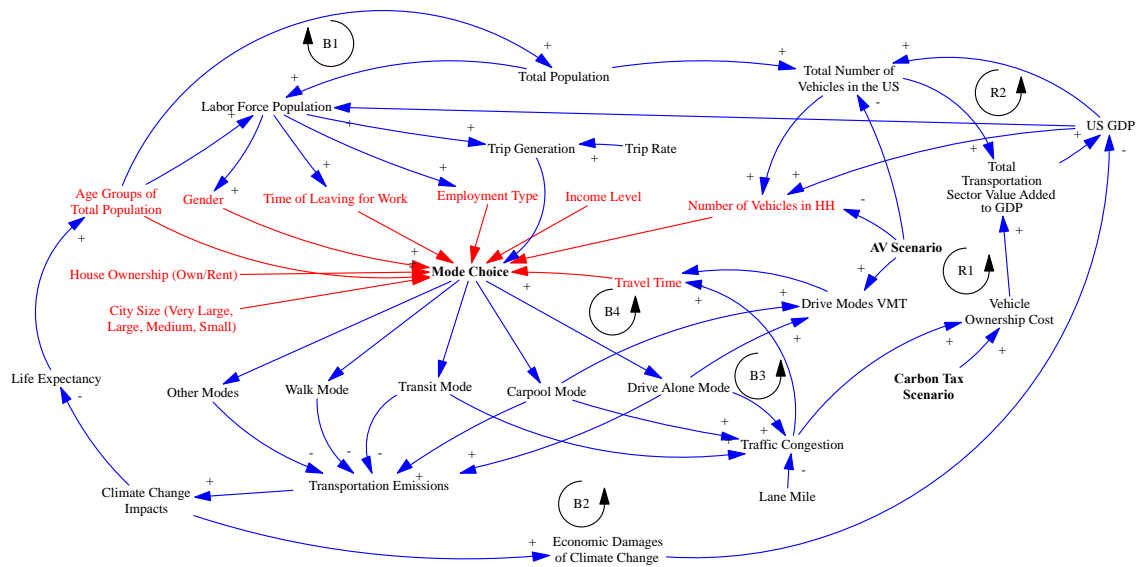 B1
Total Population
Total Number of
Vehicles in the US
R2
Labor Force Population
US GDP
Trip Generation
Trip Rate
Total
Transportation
Sector Value Added
to GDP
Age Groups of
Total Population
Gender
Time of Leaving for Work
Employment Type
Income Level
Number of Vehicles in HH
AV Scenario
House Ownership (Own/Rent)
Mode Choice
Travel Time
R1
City Size (Very Large,
Large, Medium, Small)
B4
Drive Modes VMT
Vehicle
Ownership Cost
Life Expectancy
Other Modes
Walk Mode
Transit Mode
Carpool Mode
Drive Alone Mode
B3
Carbon Tax
Scenario
Traffic Congestion
Climate Change
Impacts
Transportation Emissions
Lane Mile
B2
Economic Damages
of Climate Change